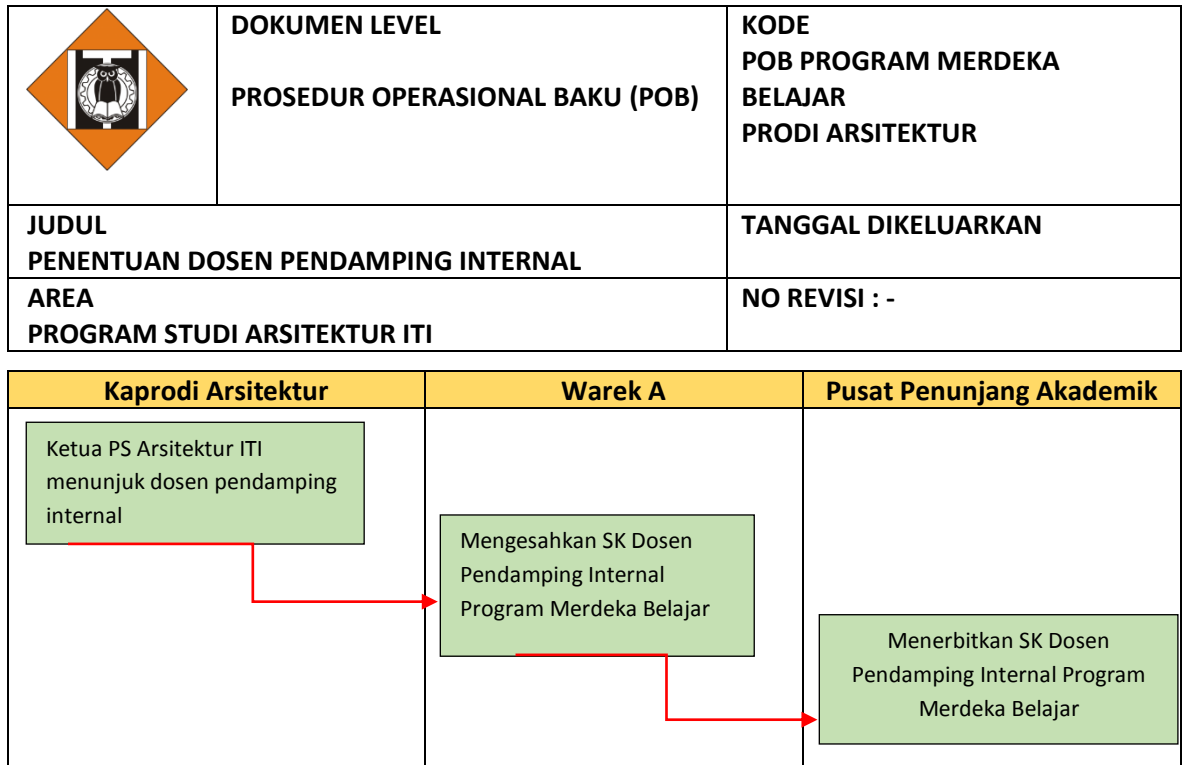 DOKUMEN LEVEL
PROSEDUR OPERASIONAL BAKU (POB)
KODE
POB PROGRAM MERDEKA
BELAJAR
PRODI ARSITEKTUR
JUDUL
PENENTUAN DOSEN PENDAMPING INTERNAL
TANGGAL DIKELUARKAN
AREA
PROGRAM STUDI ARSITEKTUR ITI
NO REVISI : -
Kaprodi Arsitektur
Warek A
Pusat Penunjang Akademik
Ketua PS Arsitektur ITI
menunjuk dosen pendamping
internal
Mengesahkan SK Dosen
Pendamping Internal
Program Merdeka Belajar
Menerbitkan SK Dosen
Pendamping Internal Program
Merdeka Belajar